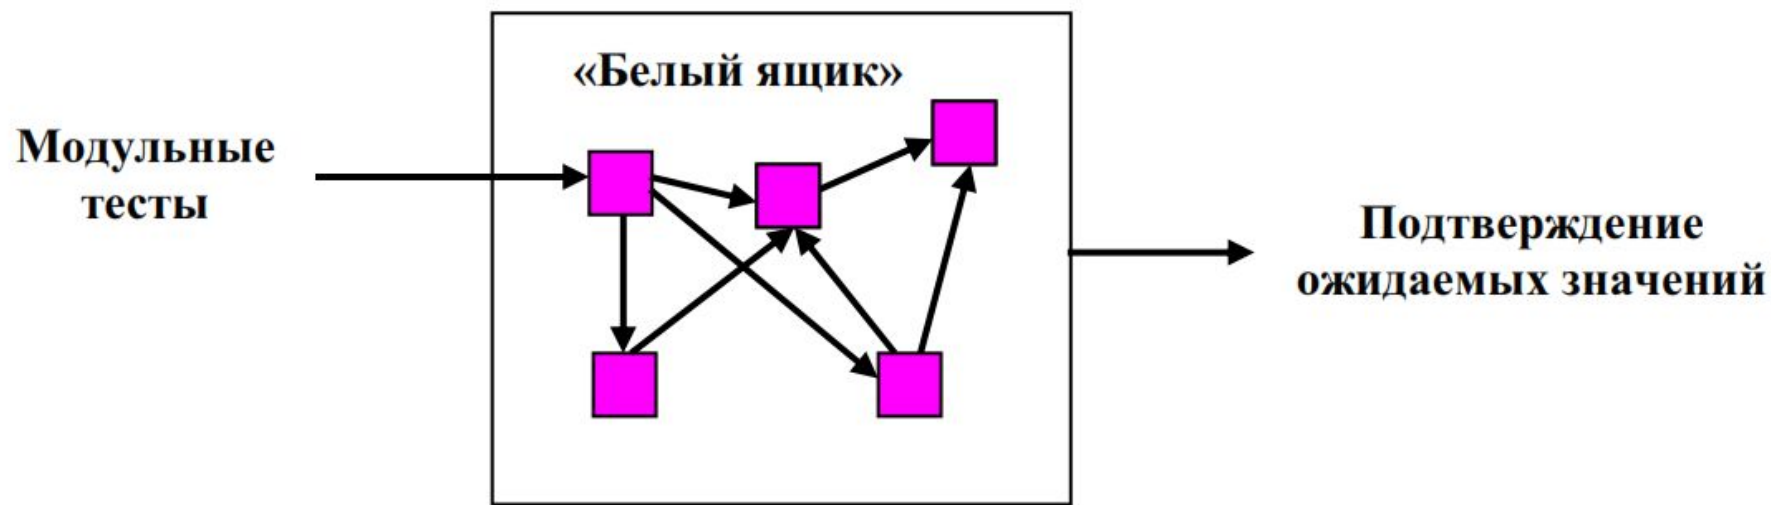 «Белый ящик»
Модульные
тесты
Подтверждение
ожидаемых значений